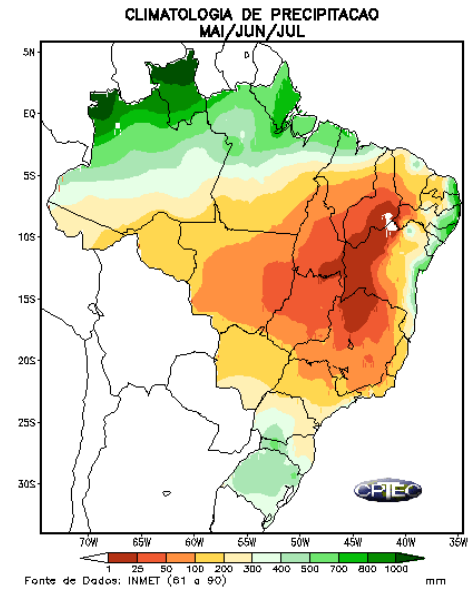 CLIMATOLOGIA DE PRECIPITACAO
MAI/JUN/JUL
5N
EQ
5S
10S
15S
20S
25S
30S
70W 65W 60W 55W 50W 45W 40W 35W
CPTEC
1 25 50 100 200 300 400 500 700 800 1000
Fonte de Dados: INMET (61 a 90) mm